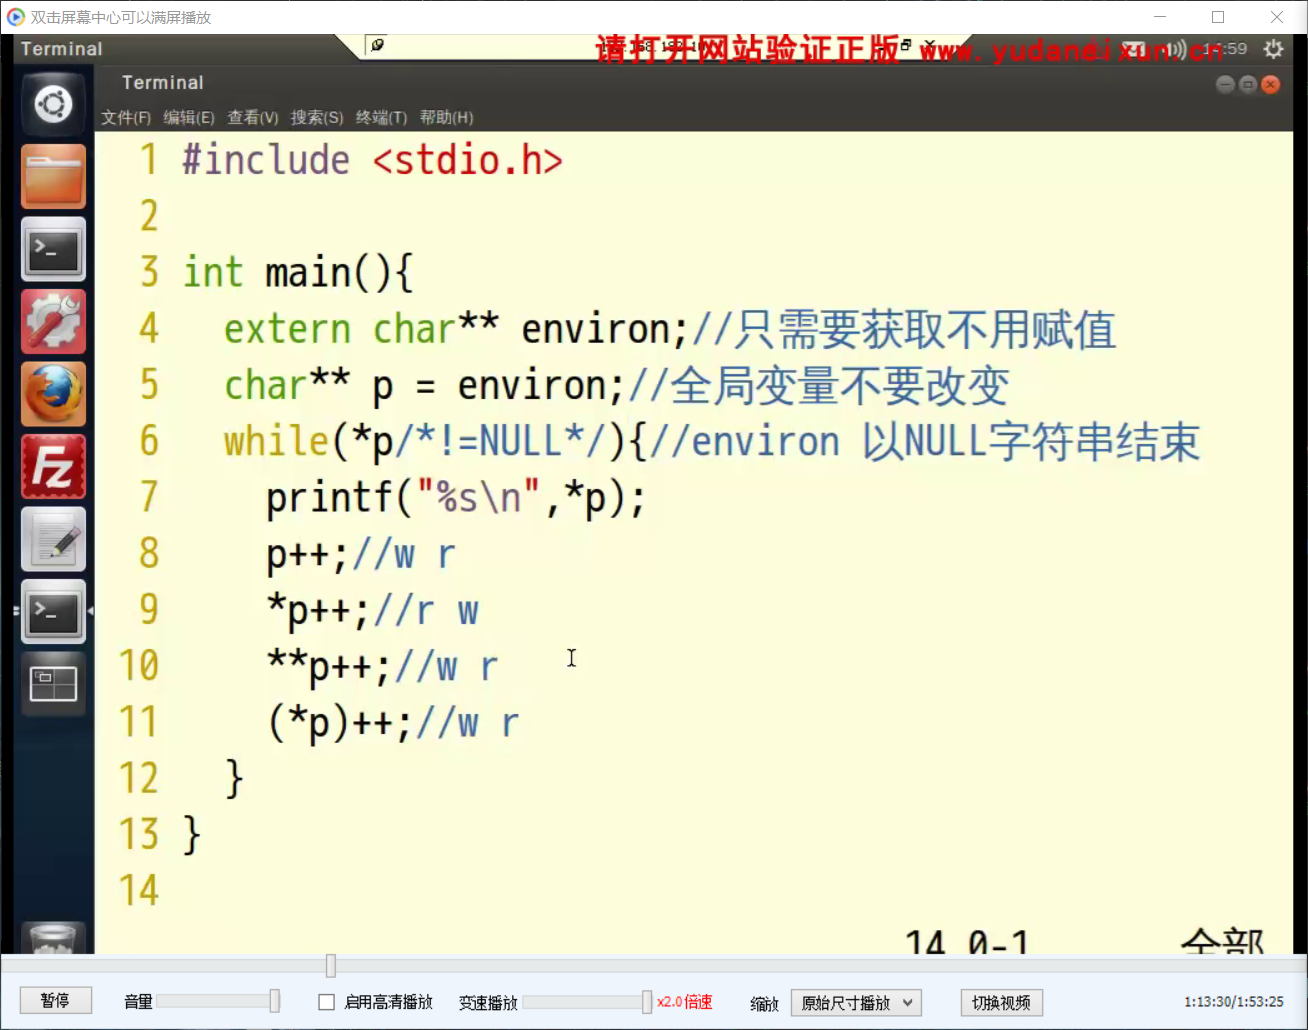 双击屏幕中心可以满屏播放
Terminal
请打开网站验证正版 www.yudandixun.cn
14:59
Terminal
文件(F) 编辑(E) 查看(V) 搜索(S) 终端(T) 帮助(H)
1 #include <stdio.h>
2
3 int main(){
4 extern char** environ;//只需要获取不用赋值
5 char** p = environ;//全局变量不要改变
6 while(*p/*!=NULL*/){//environ 以NULL字符串结束
7 printf("%s\n",*p);
8 p++;//w r
9 *p++;//r w
10 **p++;//w r
11 (*p)++;//w r
12 }
13 }
14
14,0-1 全部
暂停 音量 启用高清播放 变速播放 x2.0倍速 缩放 原始尺寸播放 切换视频 1:13:30/1:53:25